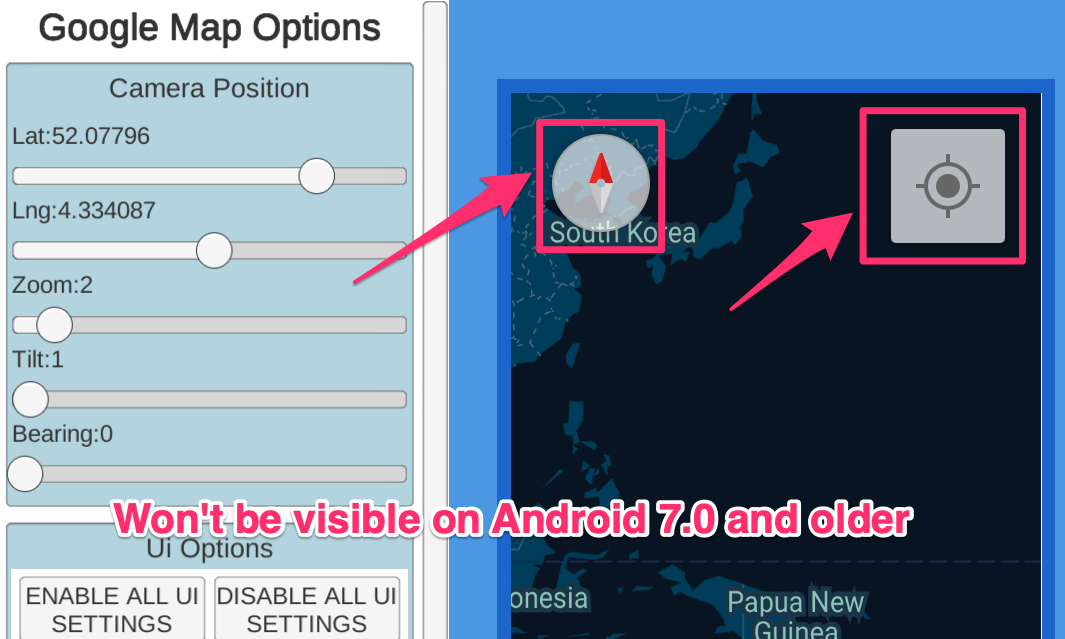 Google Map Options
Camera Position
Lat:52.07796
Lng:4.334087
Zoom:2
Tilt:1
Bearing:0
Won't be visible on Android 7.0 and older
Ui Options
ENABLE ALL UI
SETTINGS
DISABLE ALL UI
SETTINGS
South Korea
onesia
Papua New
Guinea